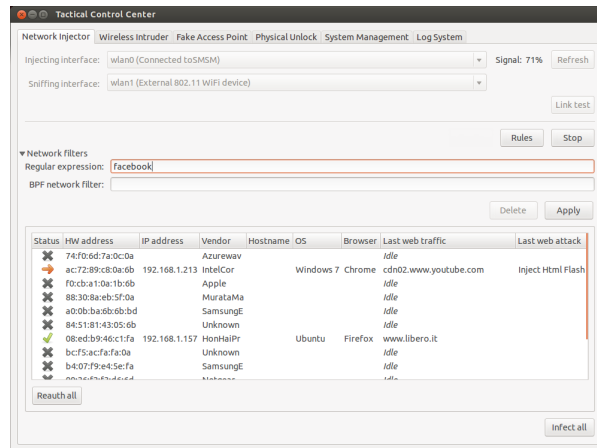 Tactical Control Center
Network Injector Wireless Intruder Fake Access Point Physical Unlock System Management Log System
Injecting interface: wlan0 (Connected toSMSM) Signal: 71% Refresh
Sniffing interface: wlan1 (External 802.11 WiFi device)
Link test
Rules Stop
Network filters
Regular expression: facebook
BPF network filter:
Delete Apply
Status HW address IP address Vendor Hostname OS Browser Last web traffic Last web attack
74:f0:6d:7a:0c:0a Azurewav Idle
ac:72:89:c8:0a:6b 192.168.1.213 IntelCor Windows 7 Chrome cdn02.www.youtube.com Inject Html Flash
f0:cb:a1:0a:1b:6b Apple Idle
88:30:8a:eb:5f:0a MurataMa Idle
a0:0b:ba:6b:6b:bd SamsungE Idle
84:51:81:43:05:6b Unknown Idle
08:ed:b9:46:c1:fa 192.168.1.157 HonHaiPr Ubuntu Firefox www.libero.it
bc:f5:ac:fa:fa:0a Unknown Idle
b4:07:f9:e4:5e:fa SamsungE Idle
Idle
Reauth all
Infect all